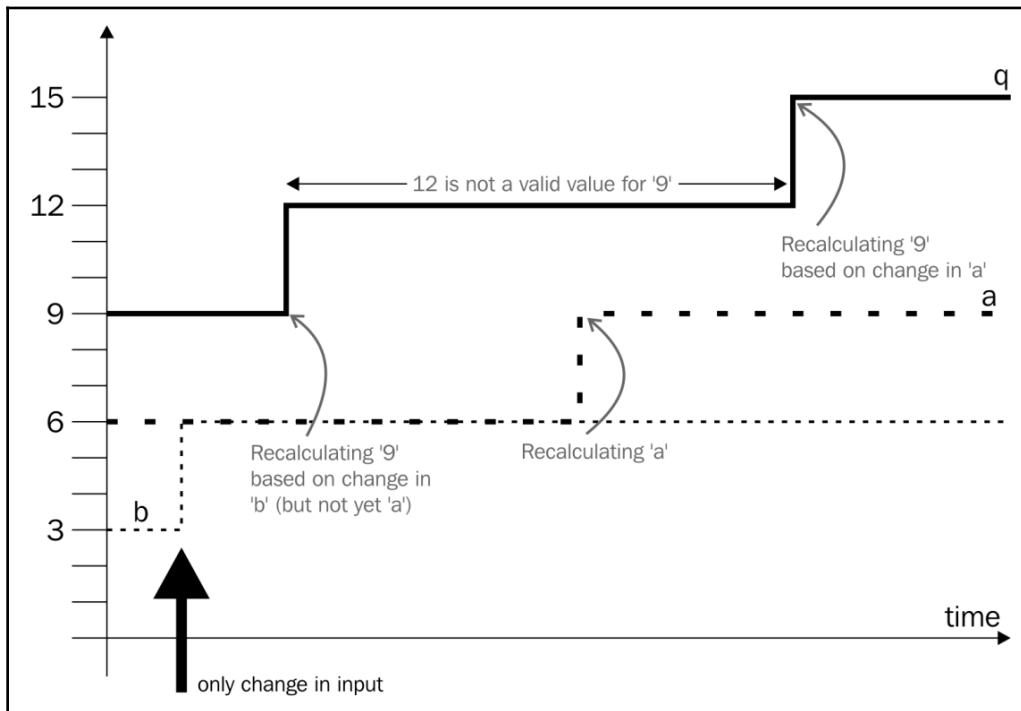 q
15
12 is not a valid value for '9'
12
Recalculating '9'
based on change in 'a'
9
a
6
Recalculating '9'
based on change in
'b' (but not yet 'a')
Recalculating 'a'
b
3
time
only change in input